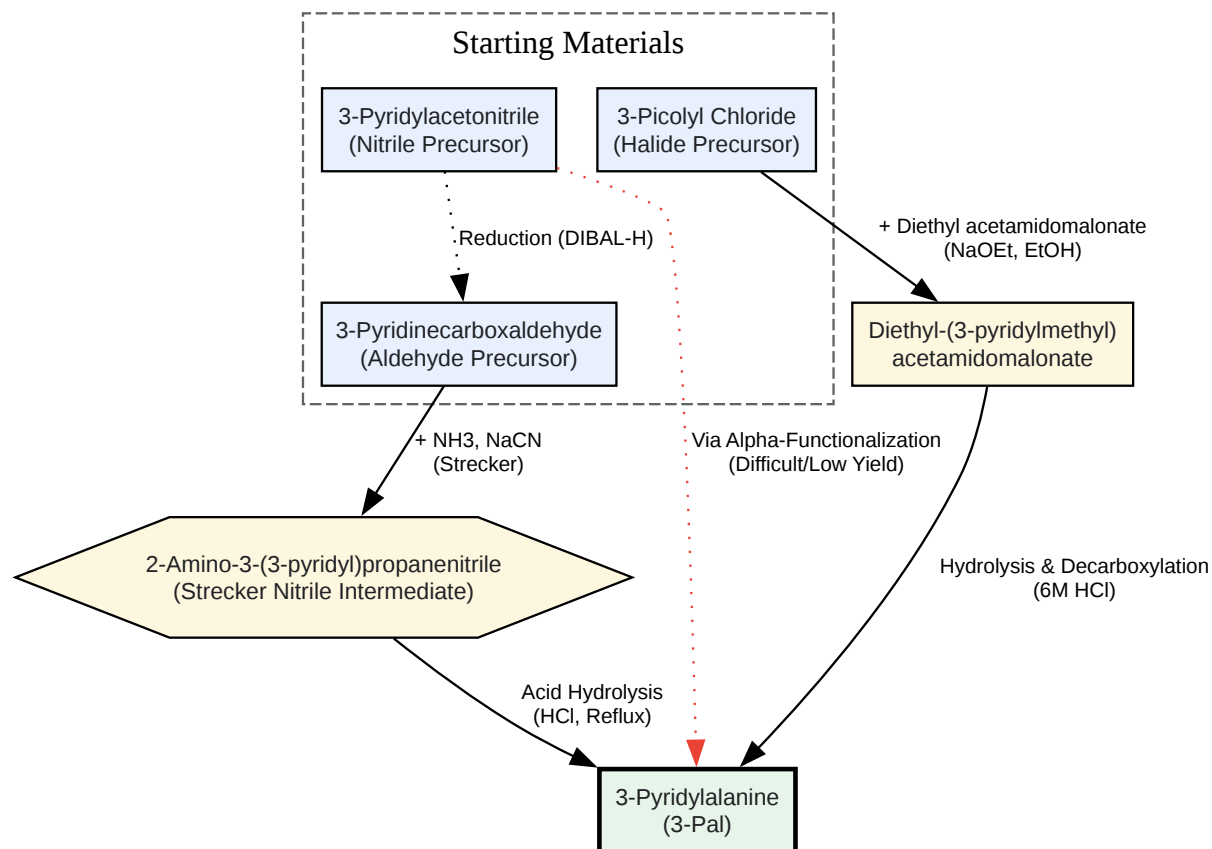 Starting Materials
3-Pyridylacetonitrile
(Nitrile Precursor)
3-Picolyl Chloride
(Halide Precursor)
Reduction (DIBAL-H)
+ Diethyl acetamidomalonate
(NaOEt, EtOH)
3-Pyridinecarboxaldehyde
(Aldehyde Precursor)
Diethyl-(3-pyridylmethyl)
acetamidomalonate
+ NH3, NaCN
(Strecker)
Via Alpha-Functionalization
(Difficult/Low Yield)
2-Amino-3-(3-pyridyl)propanenitrile
(Strecker Nitrile Intermediate)
Hydrolysis & Decarboxylation
(6M HCl)
Acid Hydrolysis
(HCl, Reflux)
3-Pyridylalanine
(3-Pal)